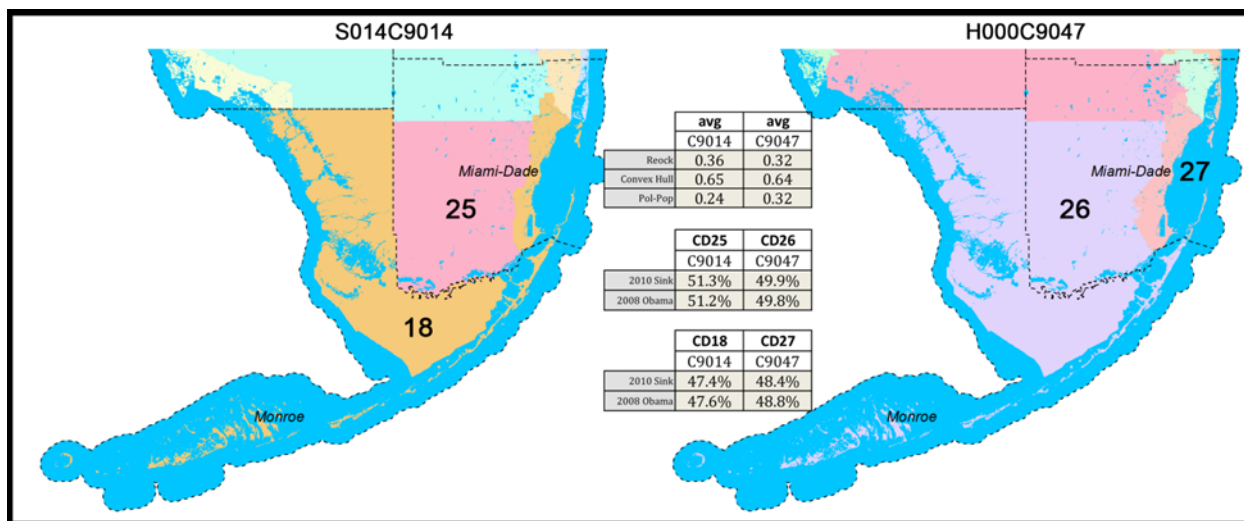 S014C9014
H000C9047
Miami-Dade
25
18
Monroe
avg avg
C9014 C9047
Reock 0.36 0.32
Convex Hull 0.65 0.64
Pol-Pop 0.24 0.32
CD25 CD26
C9014 C9047
2010 Sink 51.3% 49.9%
2008 Obama 51.2% 49.8%
CD18 CD27
C9014 C9047
2010 Sink 47.4% 48.4%
2008 Obama 47.6% 48.8%
Miami-Dade
27
26
Monroe